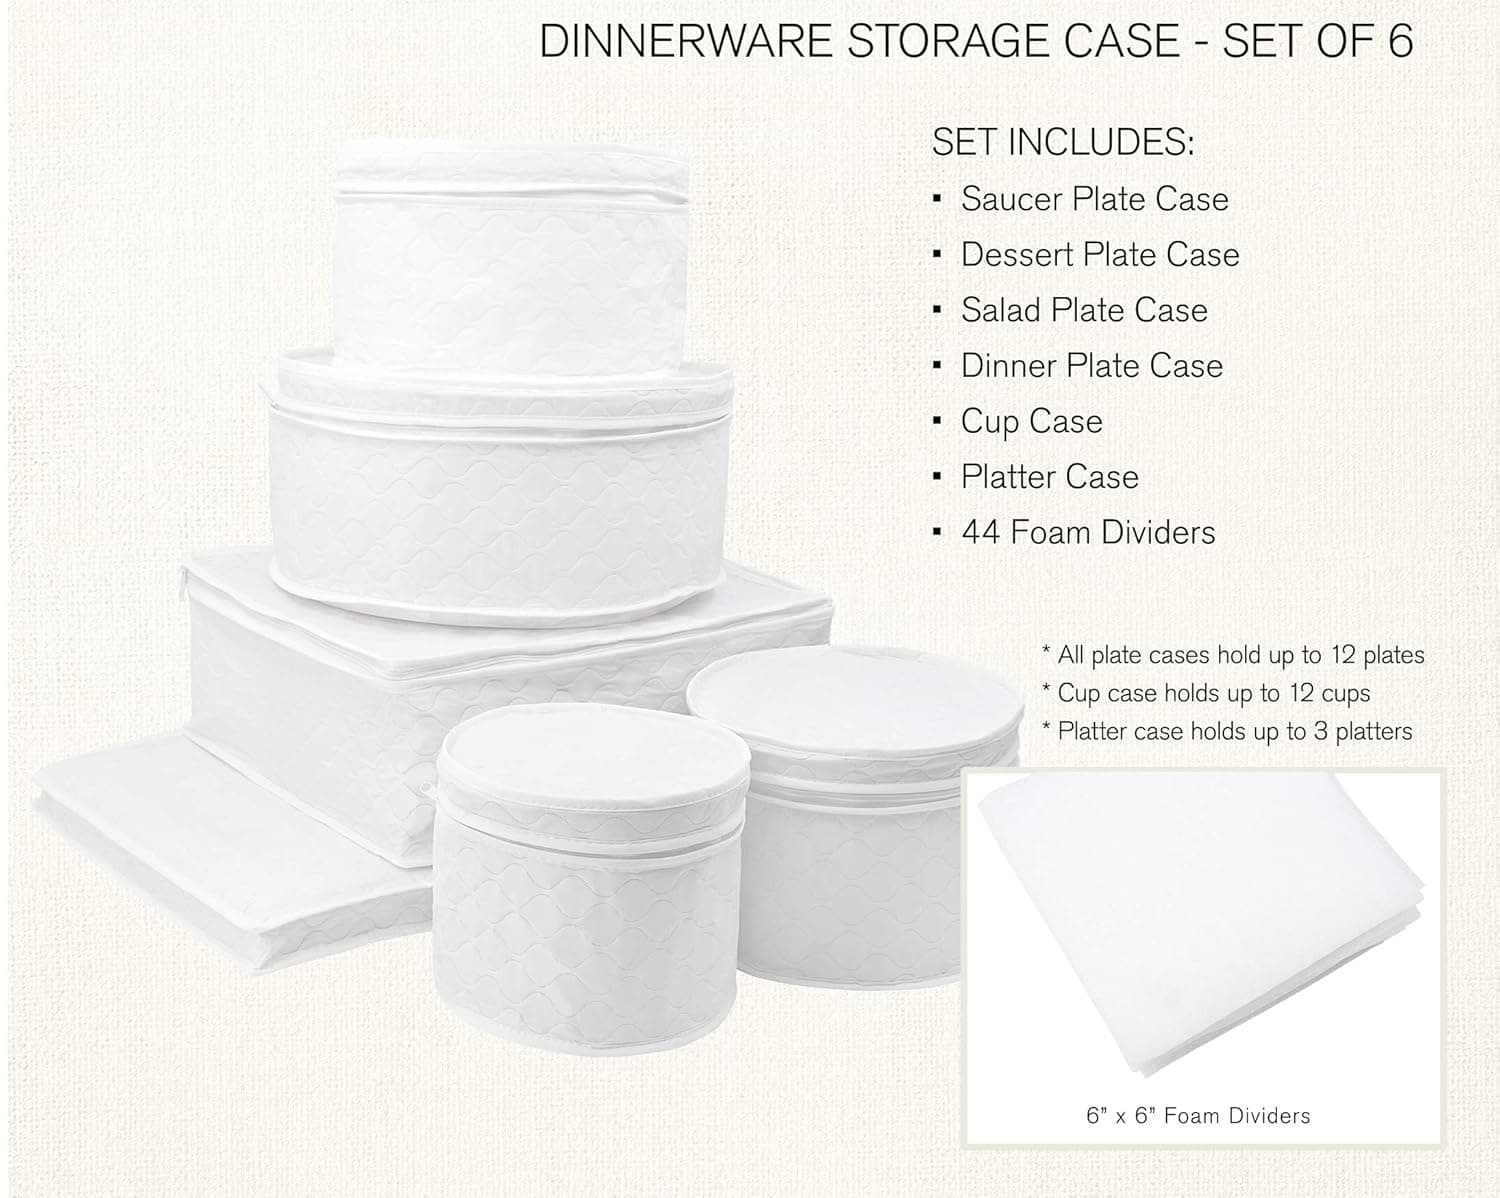 DINNERWARE STORAGE CASE - SET OF 6
SET INCLUDES:
▪ Saucer Plate Case
▪ Dessert Plate Case
▪ Salad Plate Case
▪ Dinner Plate Case
▪ Cup Case
▪ Platter Case
▪ 44 Foam Dividers
* All plate cases hold up to 12 plates
* Cup case holds up to 12 cups
* Platter case holds up to 3 platters
6” x 6” Foam Dividers